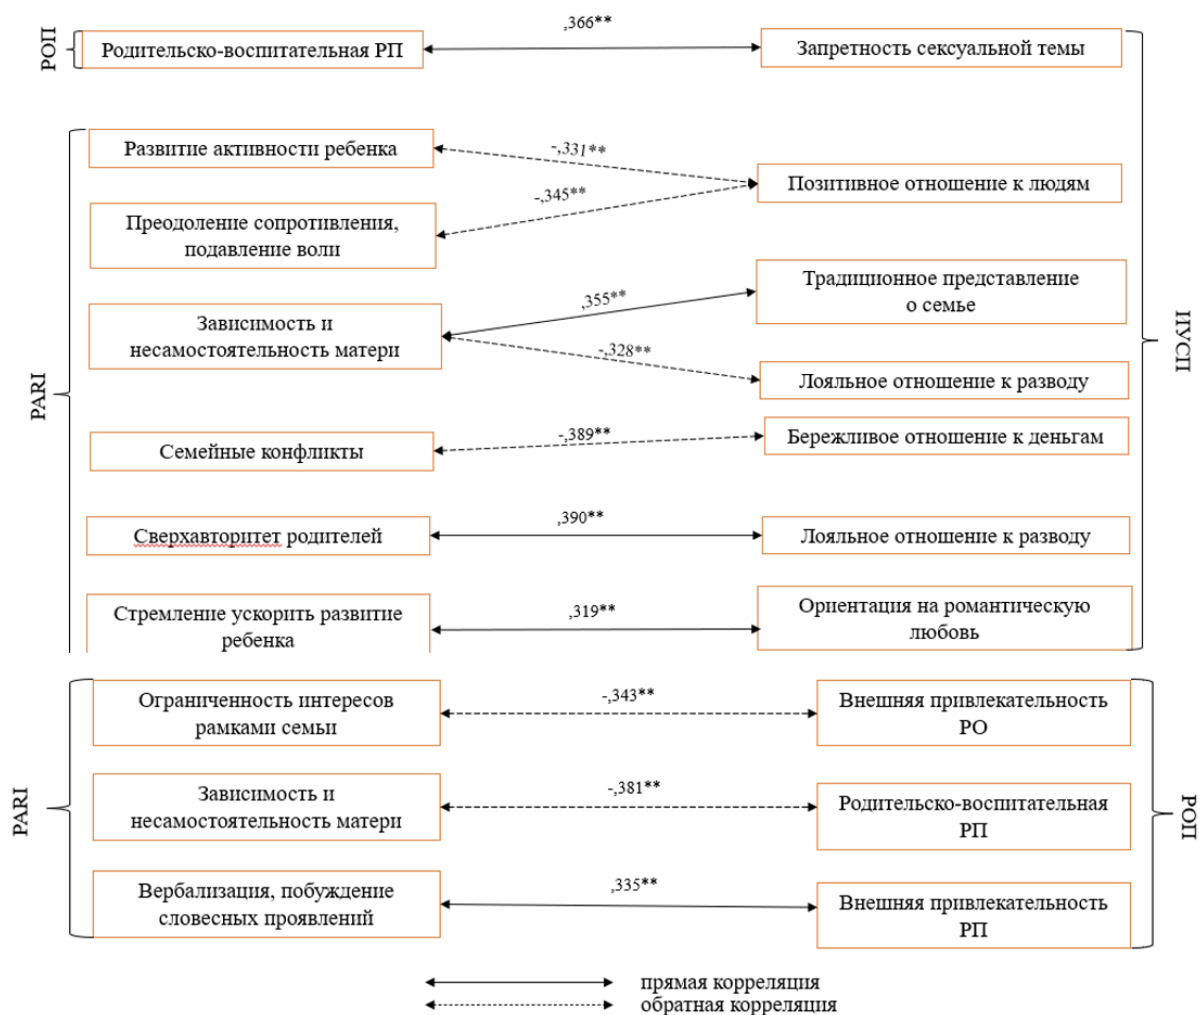 РОП
Родительско-воспитательная РП
,366**
Запретность сексуальной темы
PARI
Развитие активности ребенка
-,331**
Позитивное отношение к людям
Преодоление сопротивления,
подавление воли
-,345**
Зависимость и
несамостоятельность матери
,355**
Традиционное представление
о семье
-,328**
Лояльное отношение к разводу
ИУСП
Семейные конфликты
-,389**
Бережливое отношение к деньгам
Сверхавторитет родителей
,390**
Лояльное отношение к разводу
Стремление ускорить развитие
ребенка
,319**
Ориентация на романтическую
любовь
PARI
Ограниченность интересов
рамками семьи
-,343**
Внешняя привлекательность
РО
Зависимость и
несамостоятельность матери
-,381**
Родительско-воспитательная
РП
РОП
Вербализация, побуждение
словесных проявлений
,335**
Внешняя привлекательность
РП
прямая корреляция
обратная корреляция